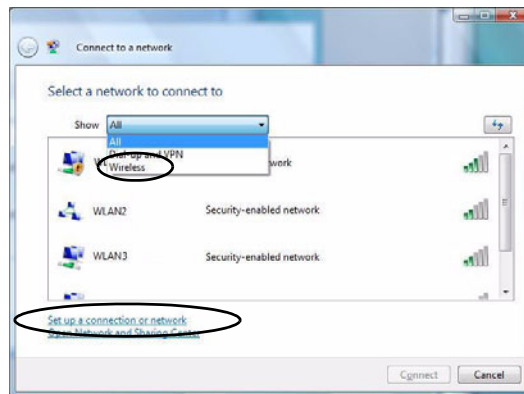 Connect to a network
Select a network to connect to
Show All
All
Dial-up and VPN
Wireless
work
WLAN2 Security-enabled network
WLAN3 Security-enabled network
Set up a connection or network
Open Network and Sharing Center
Connect Cancel